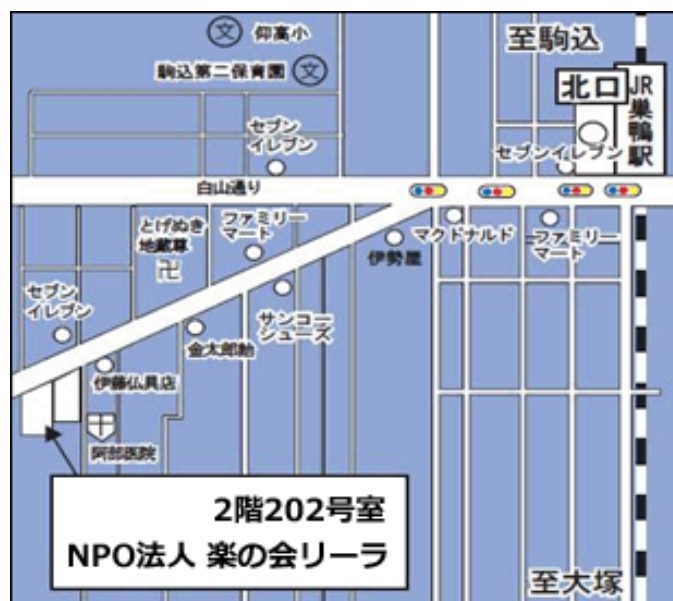 文
仰高小
至駒込
駒込第二保育園
文
北口
JR巣鴨駅
セブン
イレブン
セブンイレブン
白山通り
とげぬき
地蔵尊
卍
ファミリー
マート
マクドナルド
ファミリー
マート
伊勢屋
セブン
イレブン
サンコー
シューズ
金太郎飴
伊藤仏具店
阿部医院
2階202号室
NPO法人 楽の会リーラ
至大塚